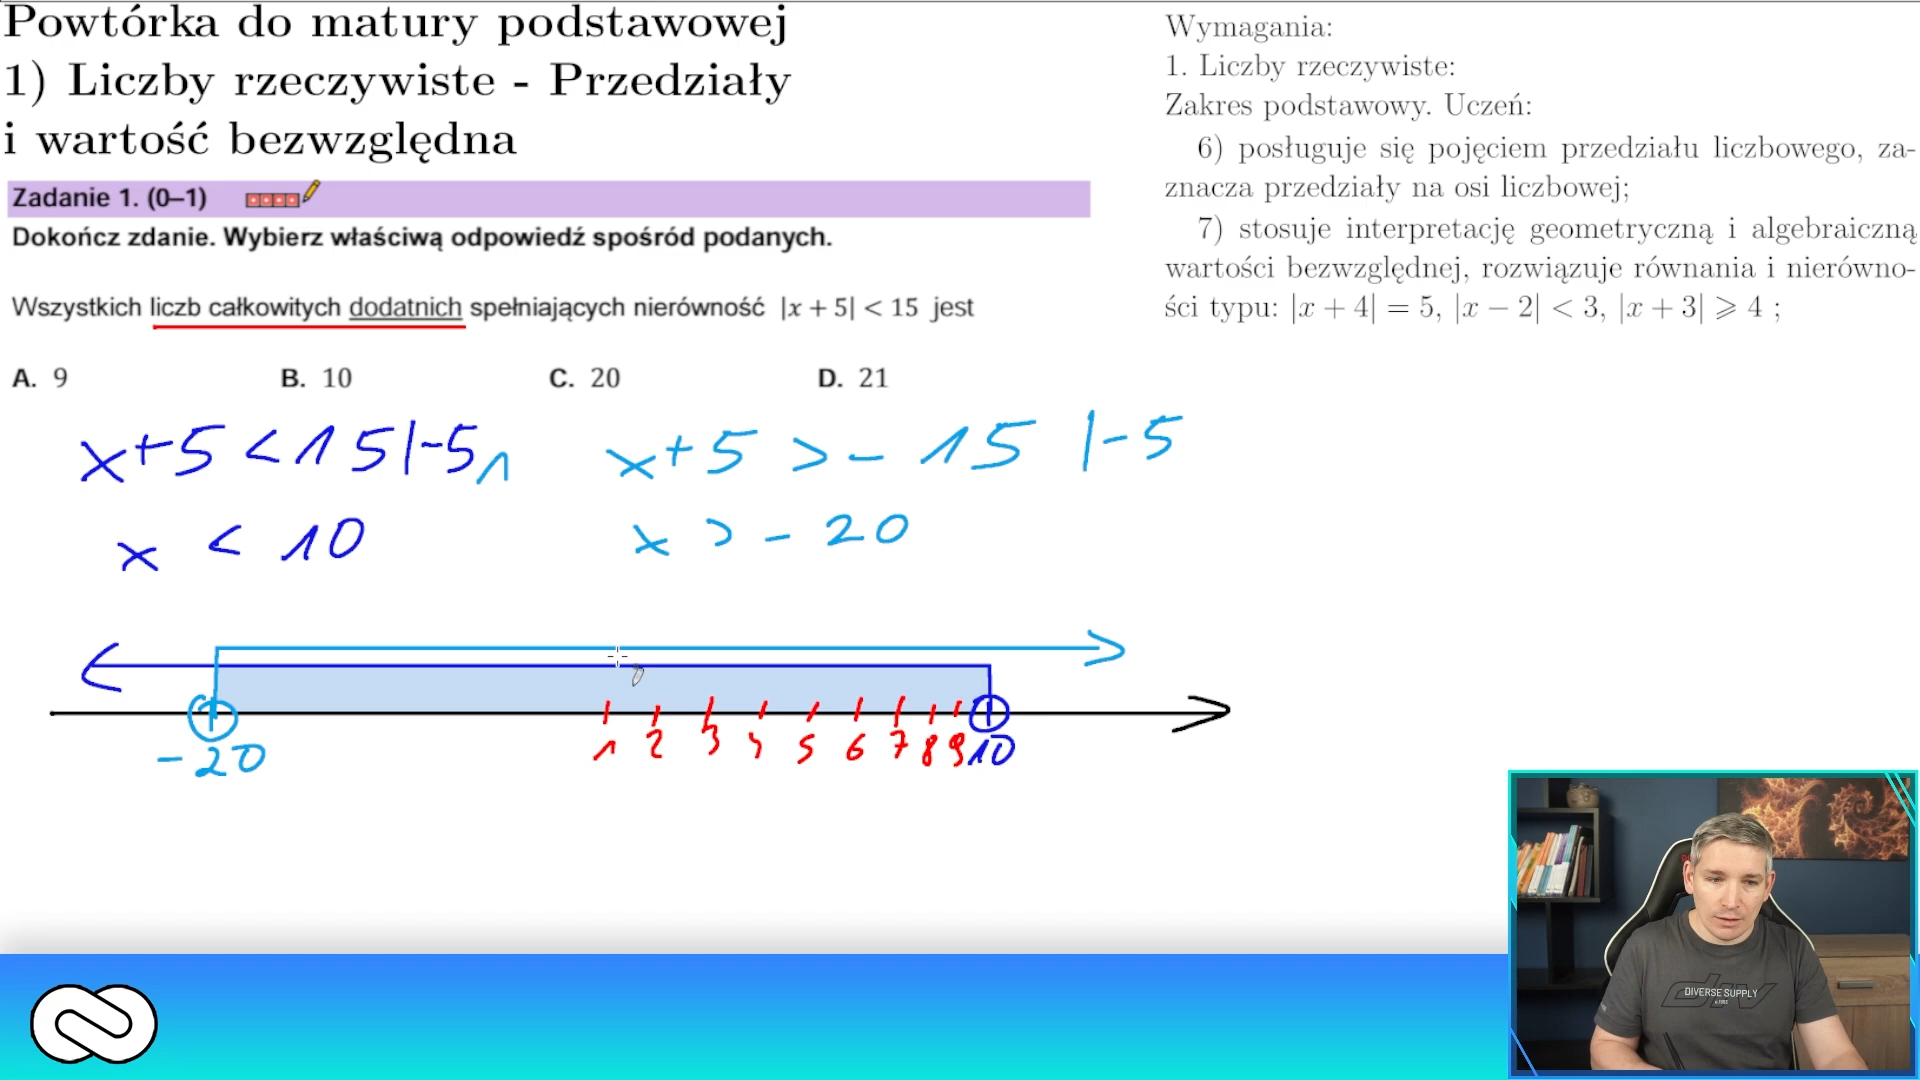 Powtórka do matury podstawowej
1) Liczby rzeczywiste - Przedziały
i wartość bezwzględna
Zadanie 1. (0–1)
Dokończ zdanie. Wybierz właściwą odpowiedź spośród podanych.
Wszystkich liczb całkowitych dodatnich spełniających nierówność |x + 5| < 15 jest
A. 9 B. 10 C. 20 D. 21
x+5 < 15 |-5 ∧ x+5 > -15 |-5
x < 10 x > -20
1 2 3 4 5 6 7 8 9 10
-20
Wymagania:
1. Liczby rzeczywiste:
Zakres podstawowy. Uczeń:
6) posługuje się pojęciem przedziału liczbowego, za-
znacza przedziały na osi liczbowej;
7) stosuje interpretację geometryczną i algebraiczną
wartości bezwzględnej, rozwiązuje równania i nierówno-
ści typu: |x + 4| = 5, |x − 2| < 3, |x + 3| ⩾ 4 ;
DIVERSE SUPPLY